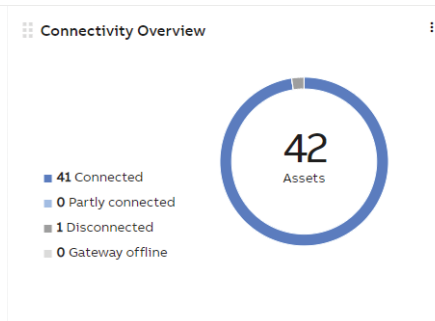 Connectivity Overview
42
Assets
41 Connected
0 Partly connected
1 Disconnected
0 Gateway offline